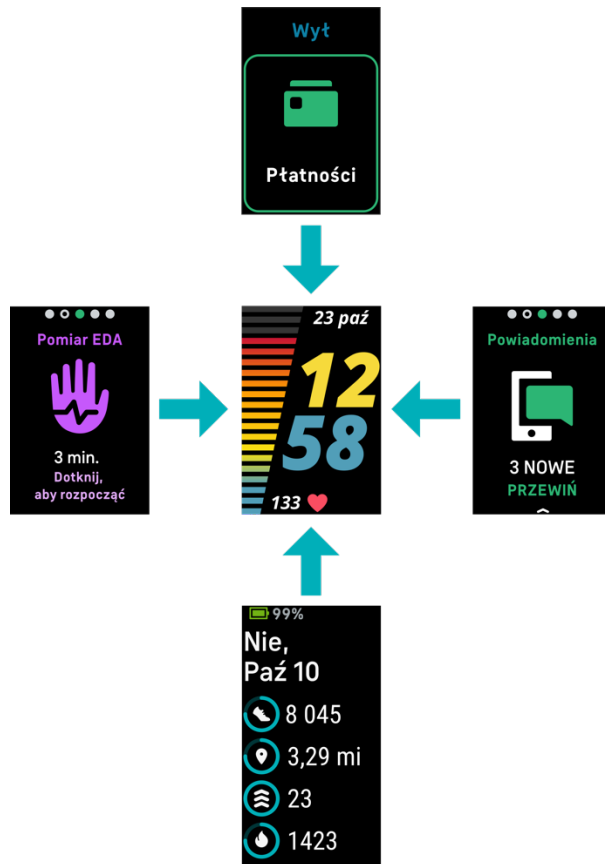 Wył
Płatności
Pomiar EDA
3 min.
Dotknij,
aby rozpocząć
23 paź
12
58
133
Powiadomienia
3 NOWE
PRZEWIŃ
99%
Nie,
Paź 10
8 045
3,29 mi
23
1423